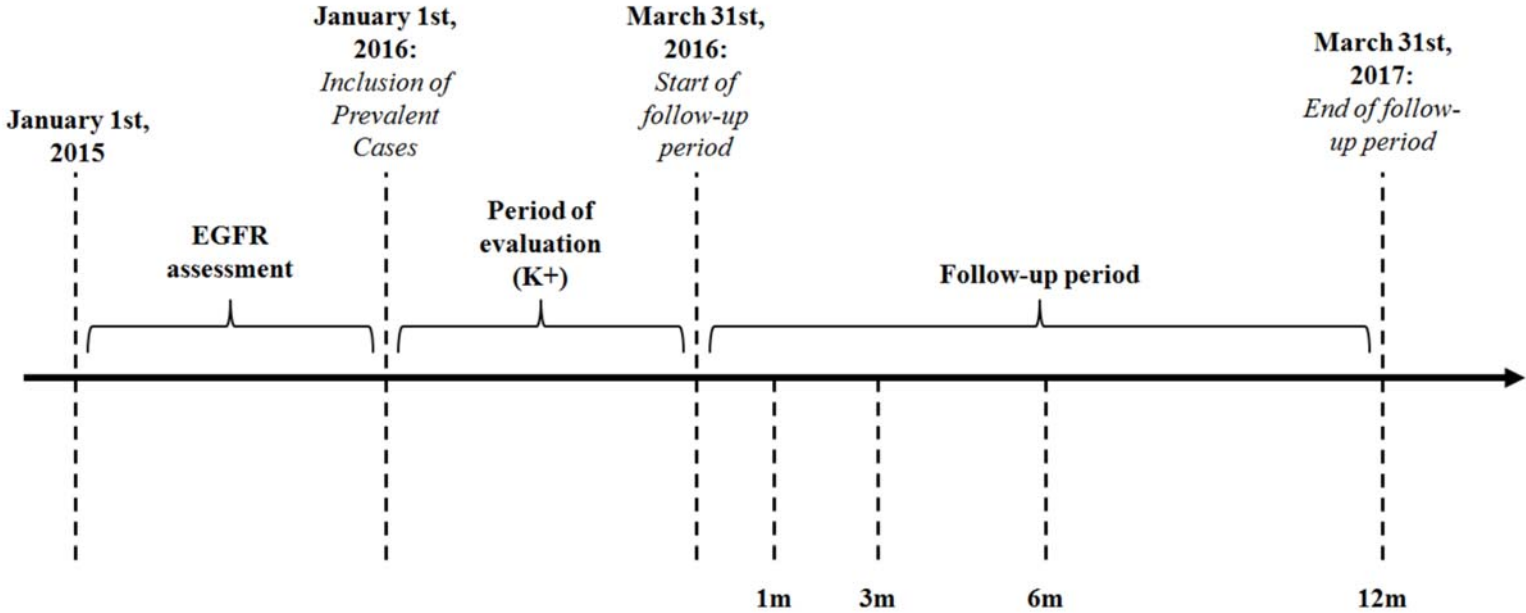 January 1st,
2015
January 1st,
2016:
Inclusion of
Prevalent
Cases
March 31st,
2016:
Start of
follow-up
period
March 31st,
2017:
End of follow-
up period
EGFR
assessment
Period of
evaluation
(K+)
Follow-up period
1m
3m
6m
12m